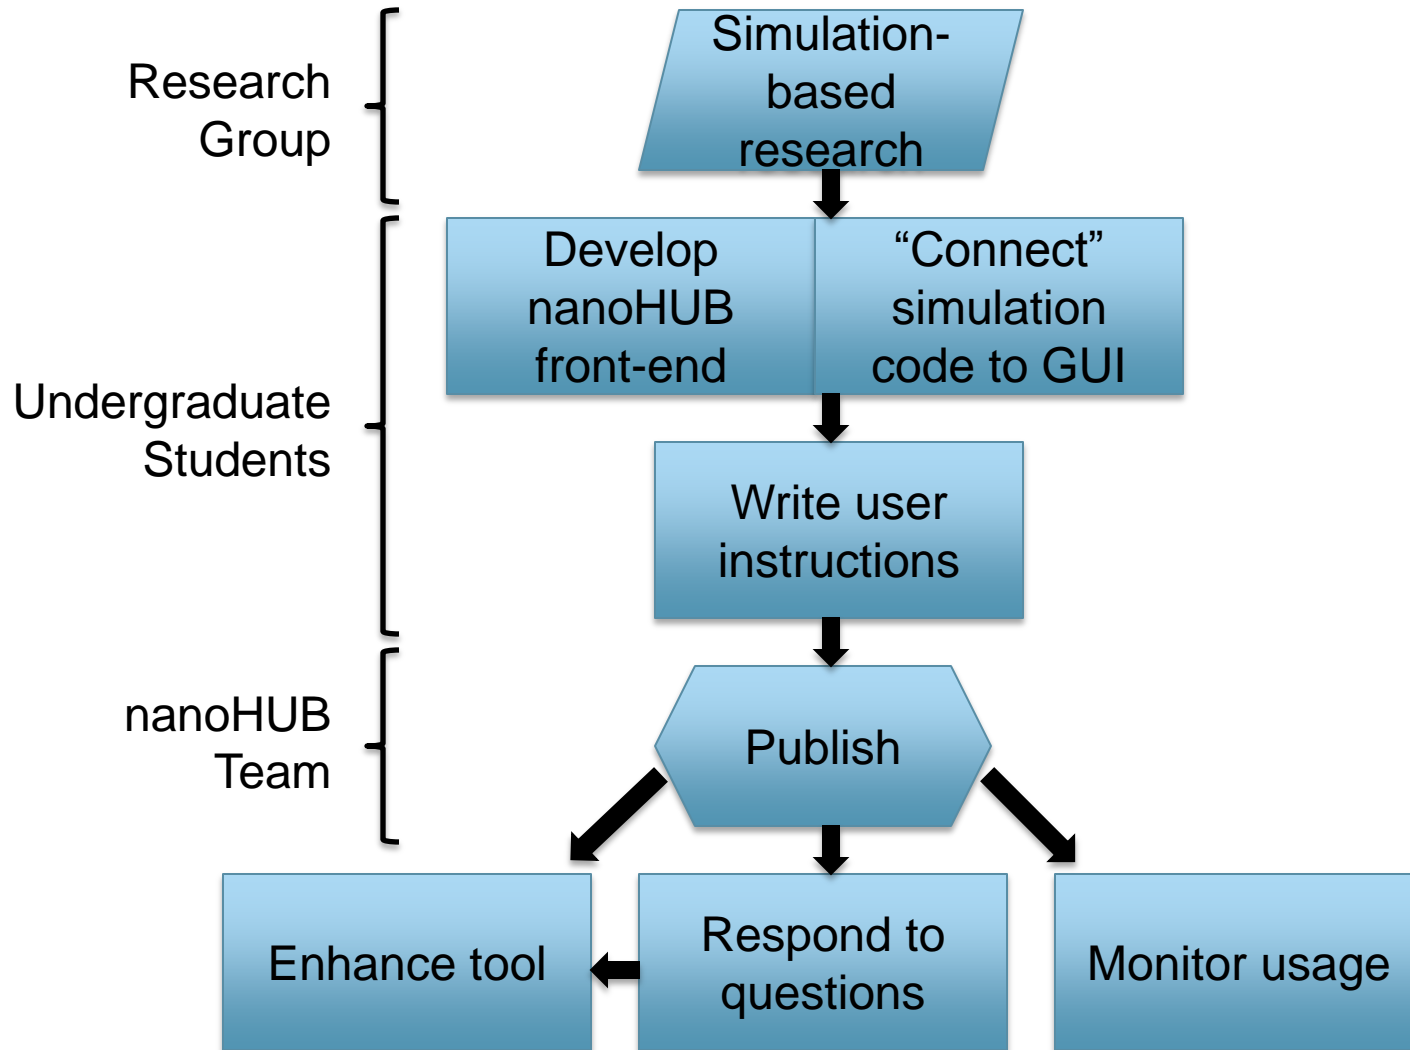 Research
Group
Simulation-
based
research
Undergraduate
Students
Develop
nanoHUB
front-end
“Connect”
simulation
code to GUI
Write user
instructions
nanoHUB
Team
Publish
Enhance tool
Respond to
questions
Monitor usage